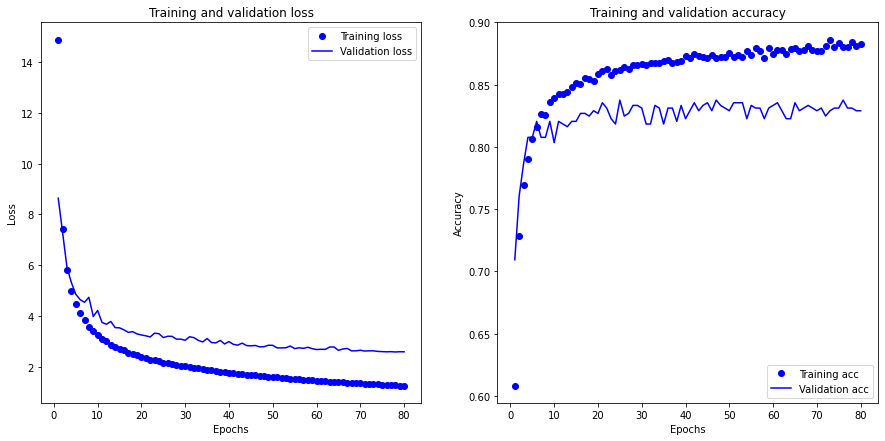 Training and validation loss
Training loss
Validation loss
14
12
10
8
6
4
2
Loss
0 10 20 30 40 50 60 70 80
Epochs
Training and validation accuracy
0.90
0.85
0.80
0.75
0.70
0.65
0.60
Accuracy
Training acc
Validation acc
0 10 20 30 40 50 60 70 80
Epochs